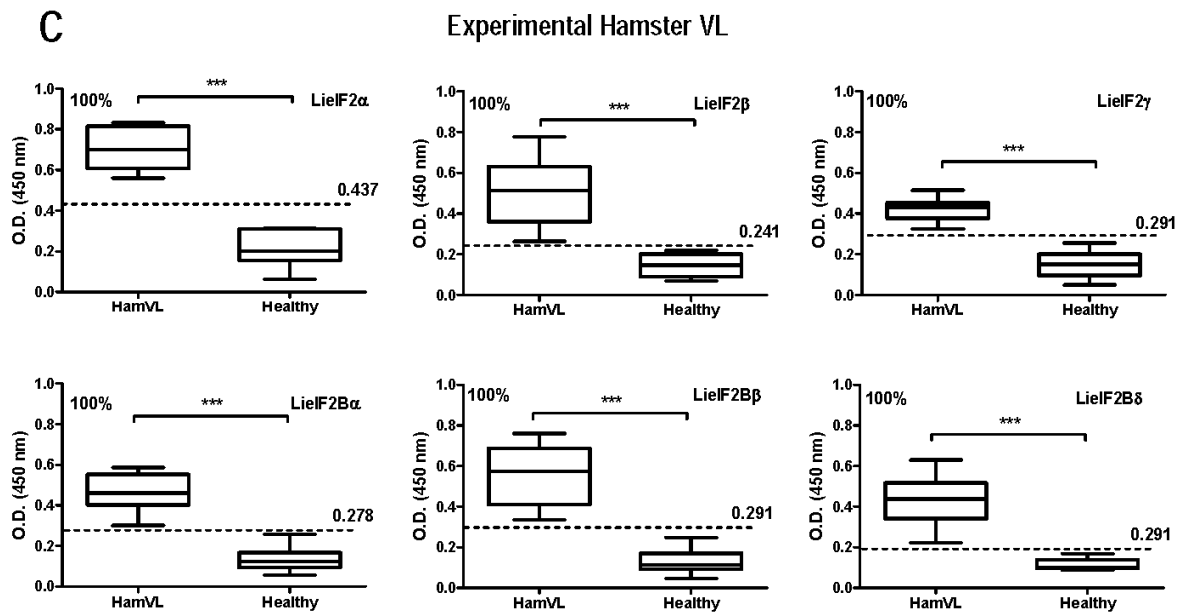 C
Experimental Hamster VL
1.0
0.8
0.6
0.4
0.2
0.0
O.D. (450 nm)
100%
***
LieIF2α
0.437
HamVL
Healthy
1.0
0.8
0.6
0.4
0.2
0.0
O.D. (450 nm)
100%
***
LieIF2β
0.241
HamVL
Healthy
1.0
0.8
0.6
0.4
0.2
0.0
O.D. (450 nm)
100%
***
LieIF2γ
0.291
HamVL
Healthy
1.0
0.8
0.6
0.4
0.2
0.0
O.D. (450 nm)
100%
***
LieIF2Bα
0.278
HamVL
Healthy
1.0
0.8
0.6
0.4
0.2
0.0
O.D. (450 nm)
100%
***
LieIF2Bβ
0.291
HamVL
Healthy
1.0
0.8
0.6
0.4
0.2
0.0
O.D. (450 nm)
100%
***
LieIF2Bδ
0.291
HamVL
Healthy